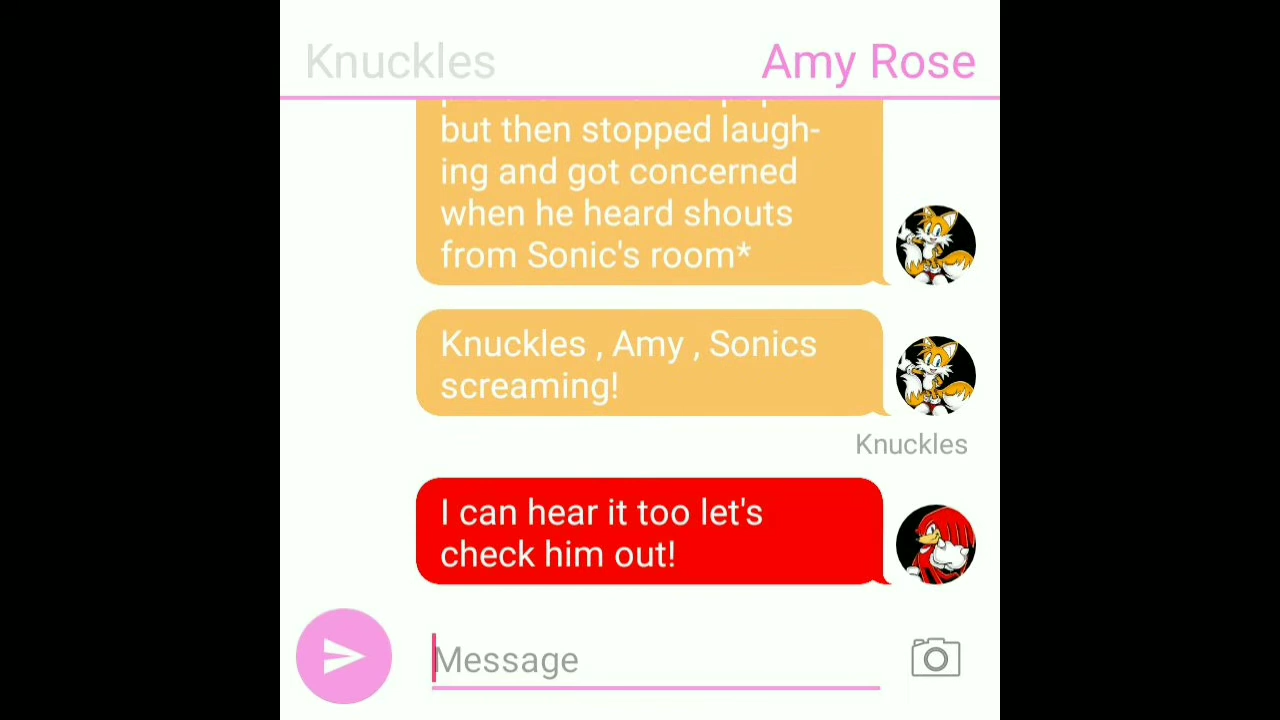 Knuckles
Amy Rose
but then stopped laugh-
ing and got concerned
when he heard shouts
from Sonic's room*
Knuckles , Amy , Sonics
screaming!
Knuckles
I can hear it too let's
check him out!
Message